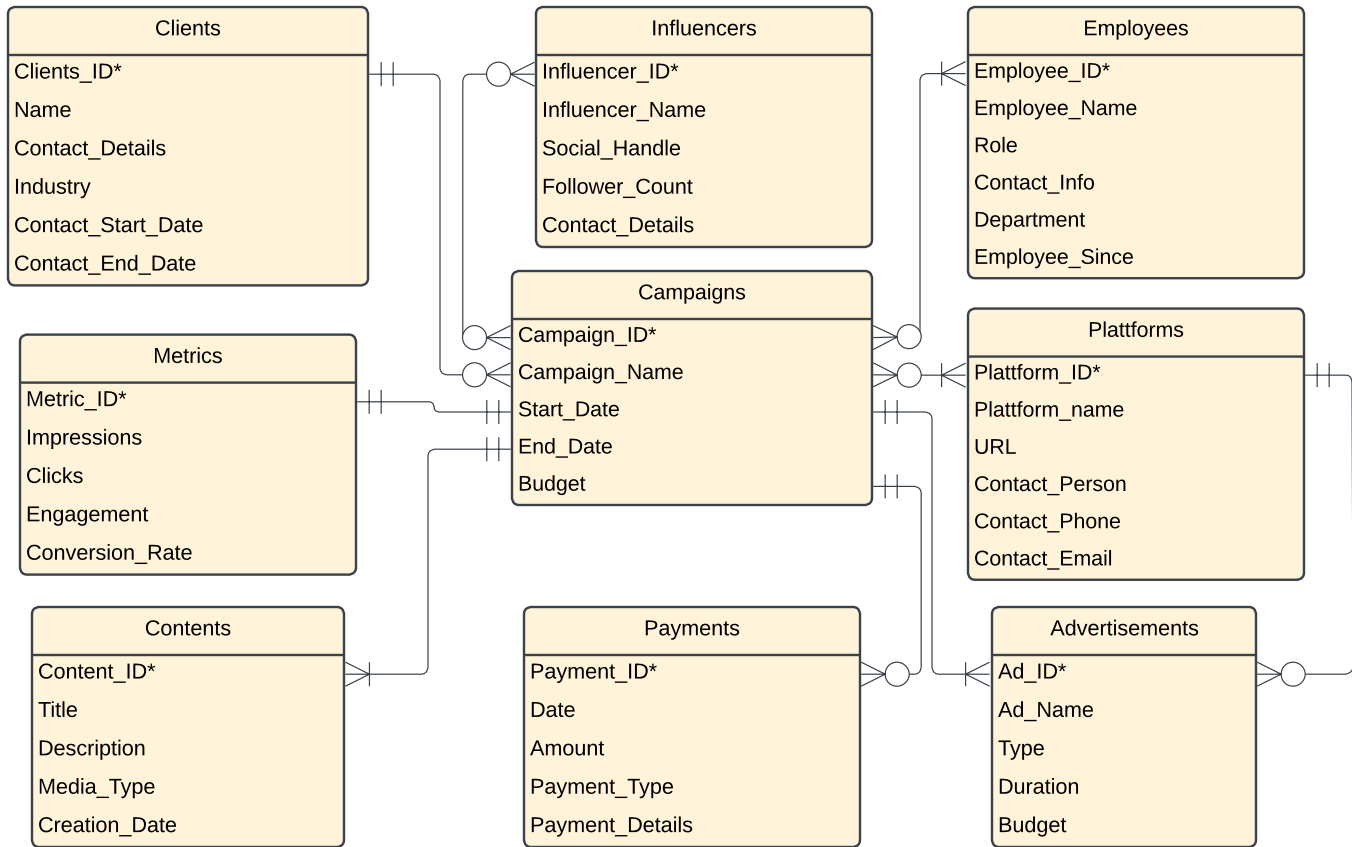 Clients
Clients_ID*
Name
Contact_Details
Industry
Contact_Start_Date
Contact_End_Date
Influencers
Influencer_ID*
Influencer_Name
Social_Handle
Follower_Count
Contact_Details
Employees
Employee_ID*
Employee_Name
Role
Contact_Info
Department
Employee_Since
Metrics
Metric_ID*
Impressions
Clicks
Engagement
Conversion_Rate
Campaigns
Campaign_ID*
Campaign_Name
Start_Date
End_Date
Budget
Plattforms
Plattform_ID*
Plattform_name
URL
Contact_Person
Contact_Phone
Contact_Email
Contents
Content_ID*
Title
Description
Media_Type
Creation_Date
Payments
Payment_ID*
Date
Amount
Payment_Type
Payment_Details
Advertisements
Ad_ID*
Ad_Name
Type
Duration
Budget